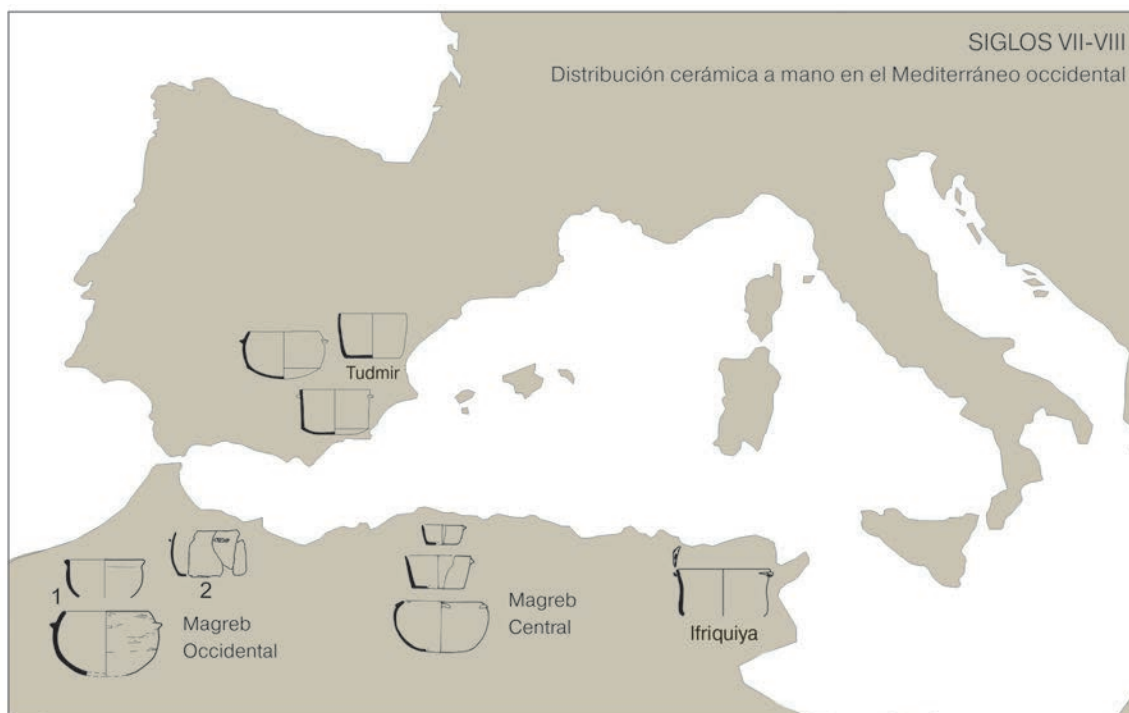 SIGLOS VII-VIII
Distribución cerámica a mano en el Mediterráneo occidental
Tudmir
1
2
Magreb
Occidental
Magreb
Central
Ifriquiya